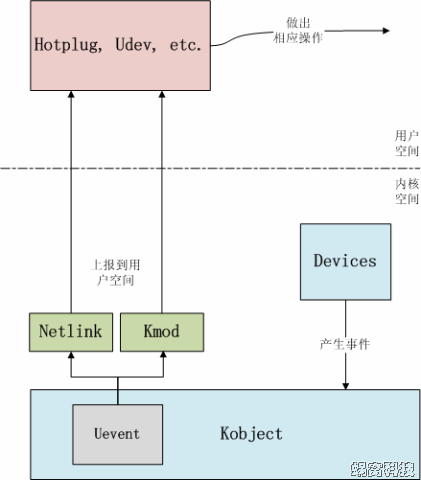 Hotplug, Udev, etc.
做出
相应操作
用户
空间
内核
空间
Devices
上报到用
户空间
Netlink
Kmod
产生事件
Uevent
Kobject
蜗窝科技